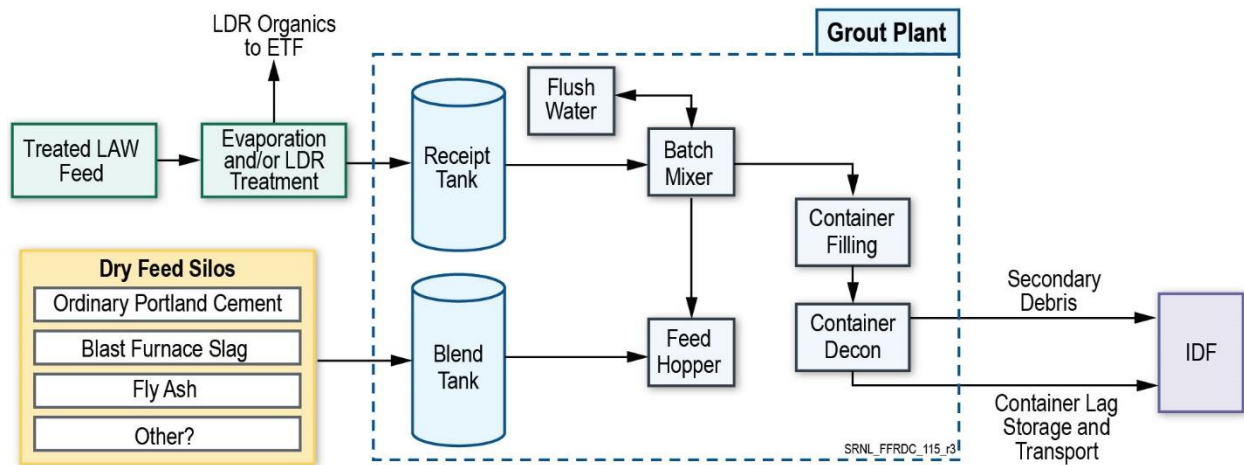 LDR Organics
to ETF
Grout Plant
Treated LAW
Feed
Evaporation
and/or LDR
Treatment
Receipt
Tank
Flush
Water
Batch
Mixer
Container
Filling
Dry Feed Silos
Ordinary Portland Cement
Blast Furnace Slag
Fly Ash
Other?
Blend
Tank
Feed
Hopper
Container
Decon
Secondary
Debris
IDF
Container Lag
Storage and
Transport
SRNL_FFRDC_115_r3